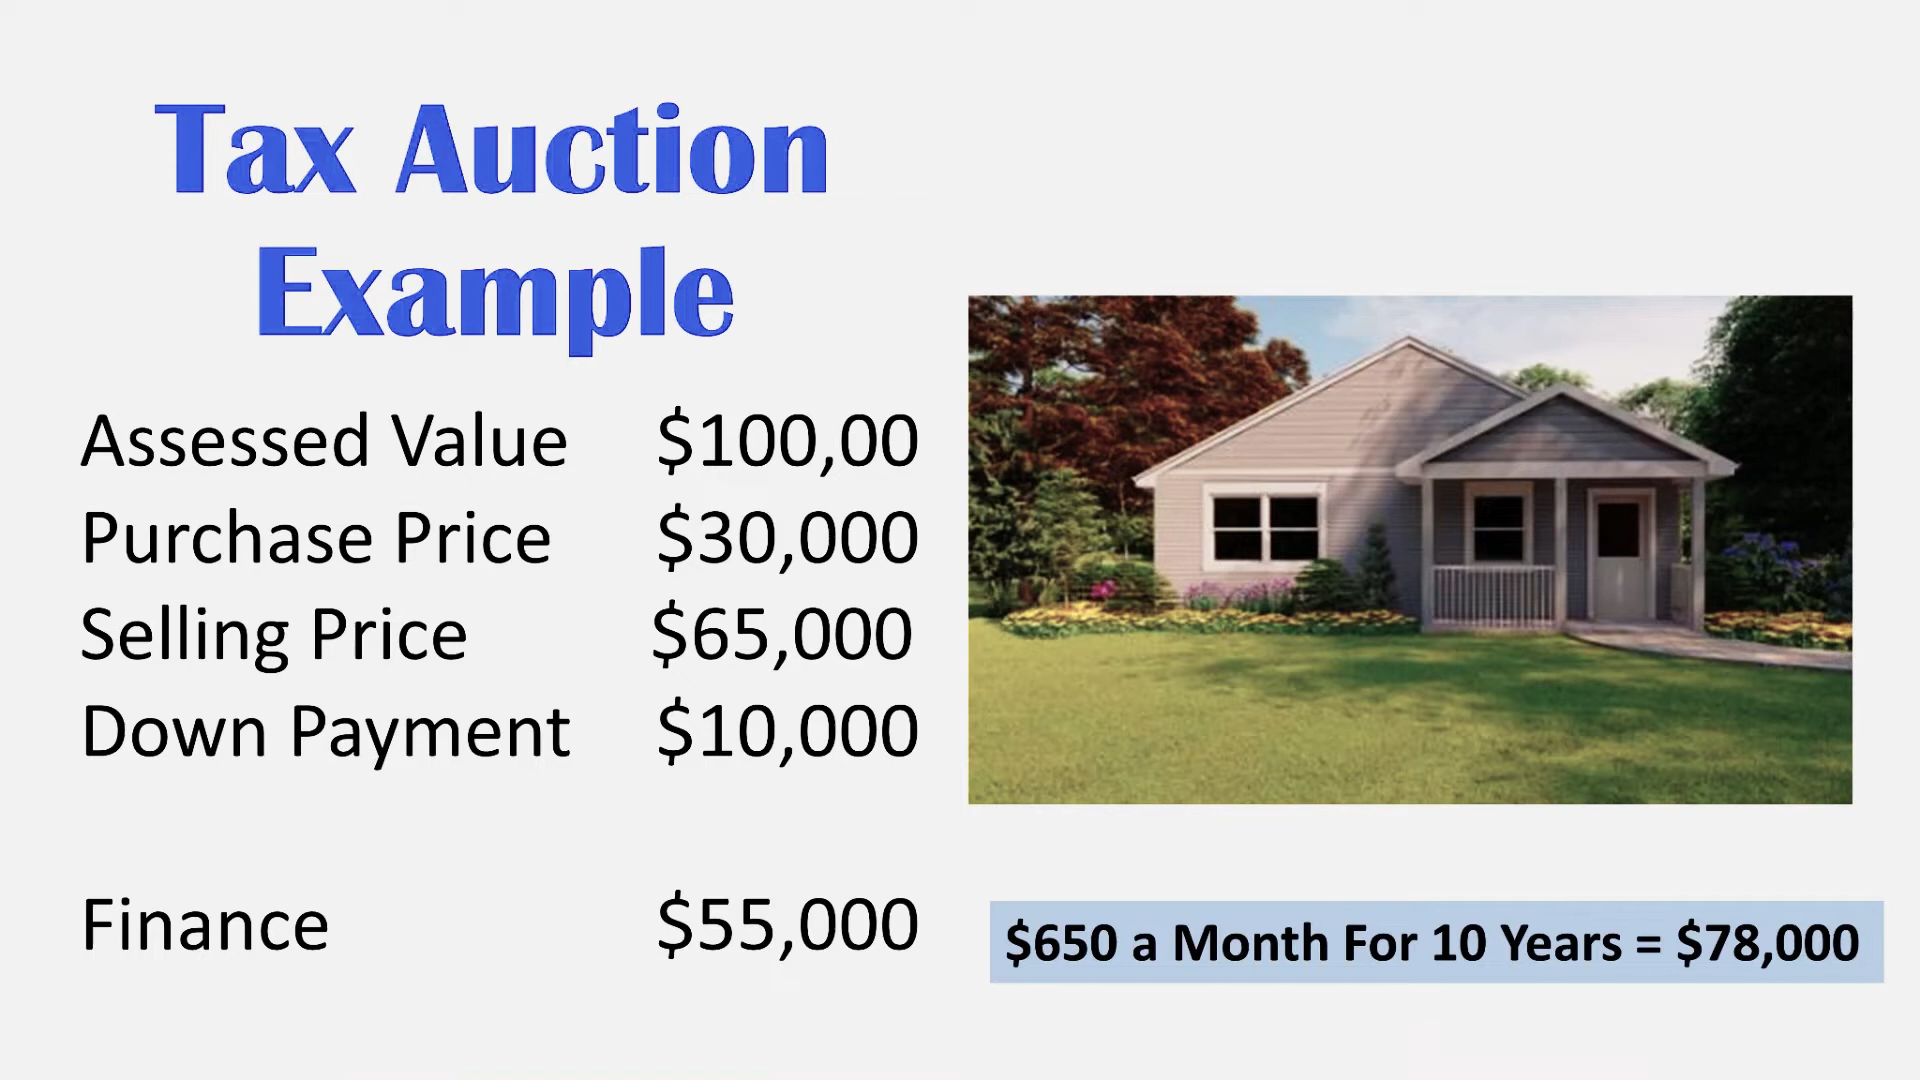 Tax Auction
Example
Assessed Value $100,00
Purchase Price $30,000
Selling Price $65,000
Down Payment $10,000
Finance $55,000
$650 a Month For 10 Years = $78,000